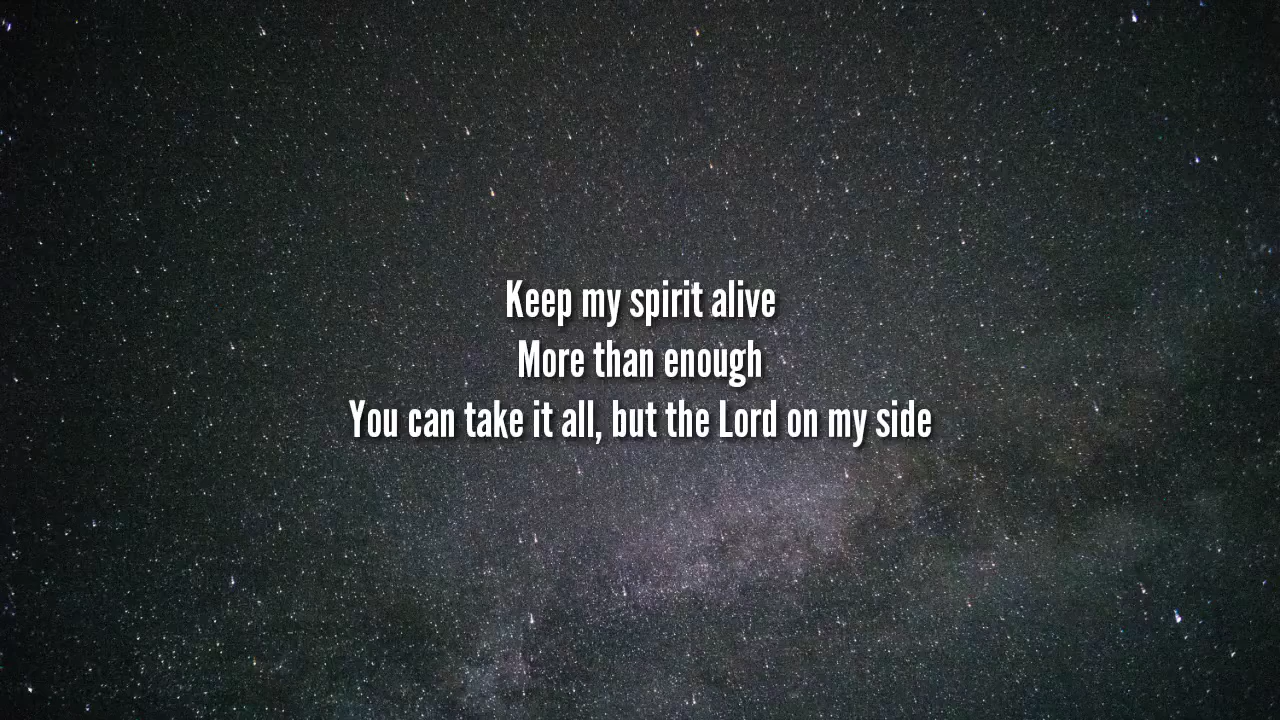 Keep my spirit alive
More than enough
You can take it all, but the Lord on my side